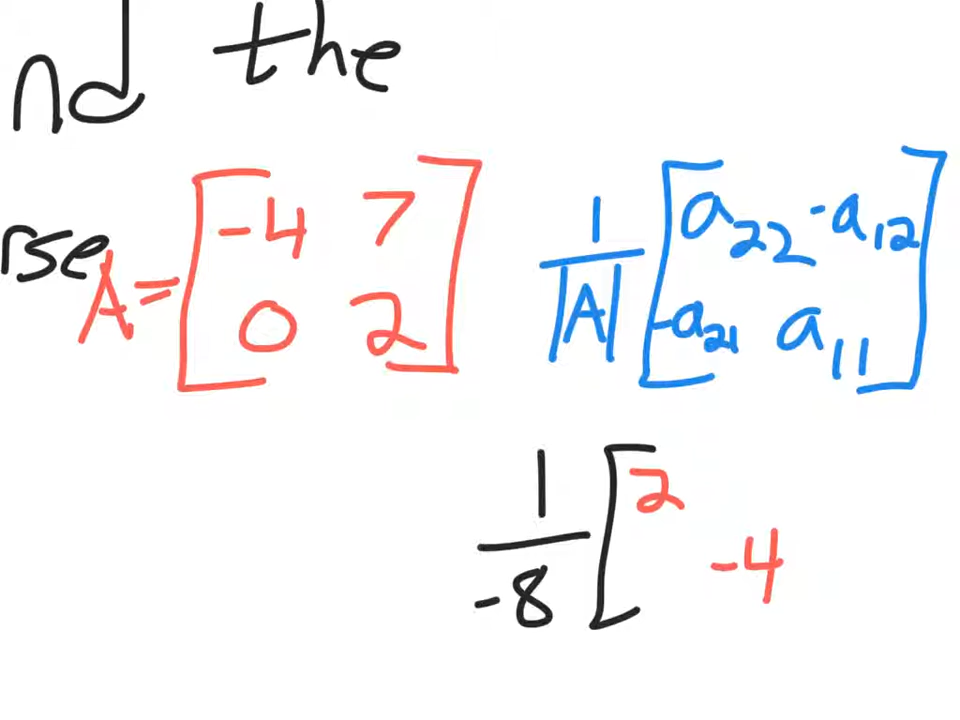 nd the
rse
A = [-4 7
0 2]
1/|A| [a₂₂ -a₁₂
-a₂₁ a₁₁]
1/-8 [2
-4